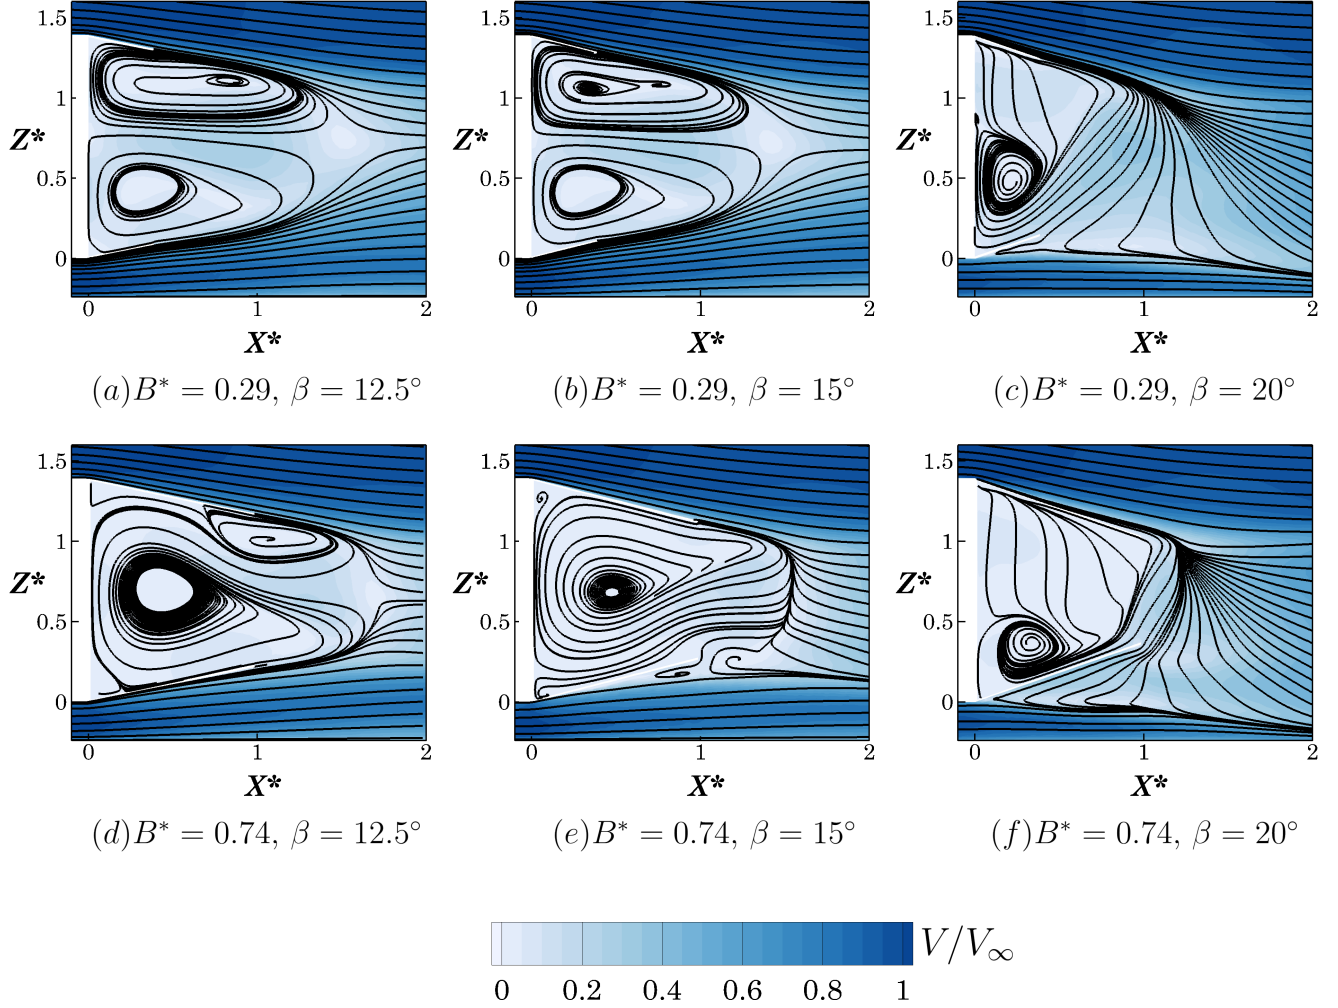 1.5
1
0.5
0
Z*
0 1 2
X*
(a)B* = 0.29, β = 12.5°
1.5
1
0.5
0
Z*
0 1 2
X*
(b)B* = 0.29, β = 15°
1.5
1
0.5
0
Z*
0 1 2
X*
(c)B* = 0.29, β = 20°
1.5
1
0.5
0
Z*
0 1 2
X*
(d)B* = 0.74, β = 12.5°
1.5
1
0.5
0
Z*
0 1 2
X*
(e)B* = 0.74, β = 15°
1.5
1
0.5
0
Z*
0 1 2
X*
(f)B* = 0.74, β = 20°
V/V∞
0 0.2 0.4 0.6 0.8 1